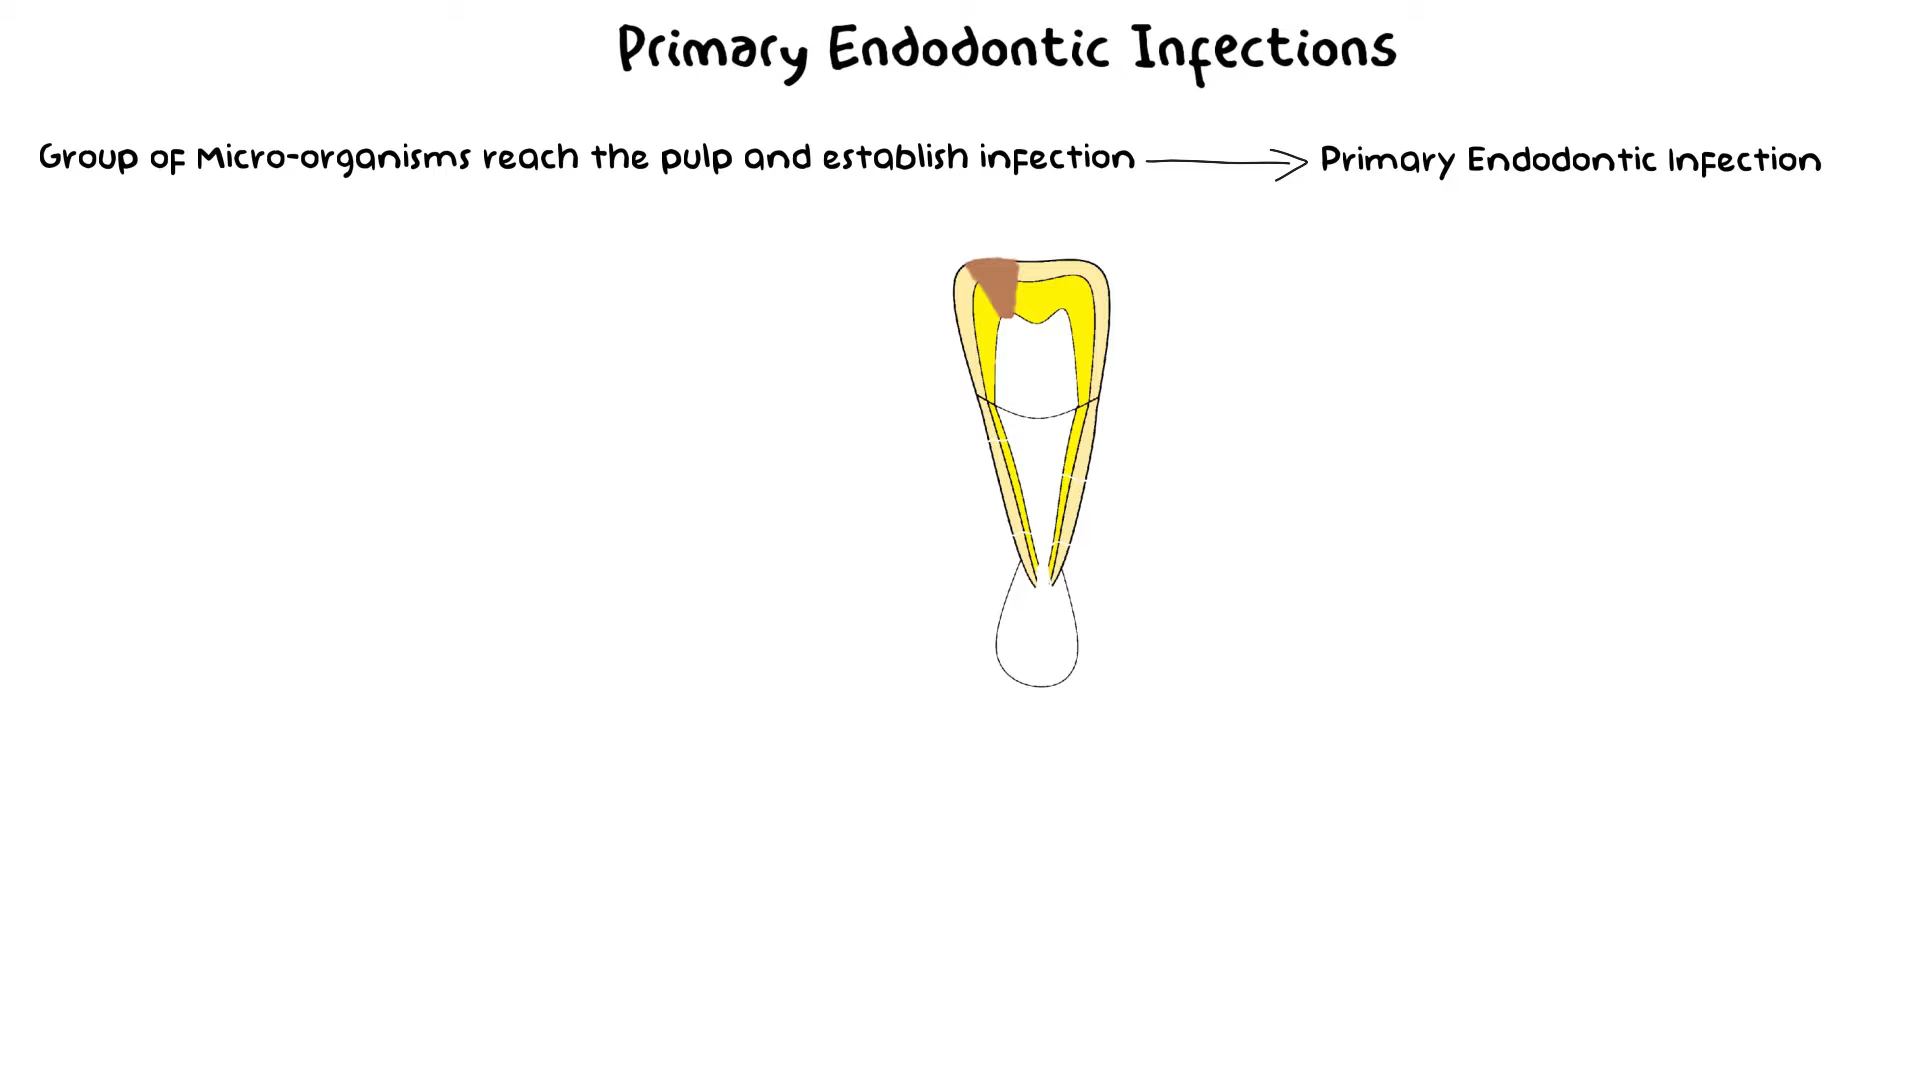 Primary Endodontic Infections
Group of Micro-organisms reach the pulp and establish infection Primary Endodontic Infection